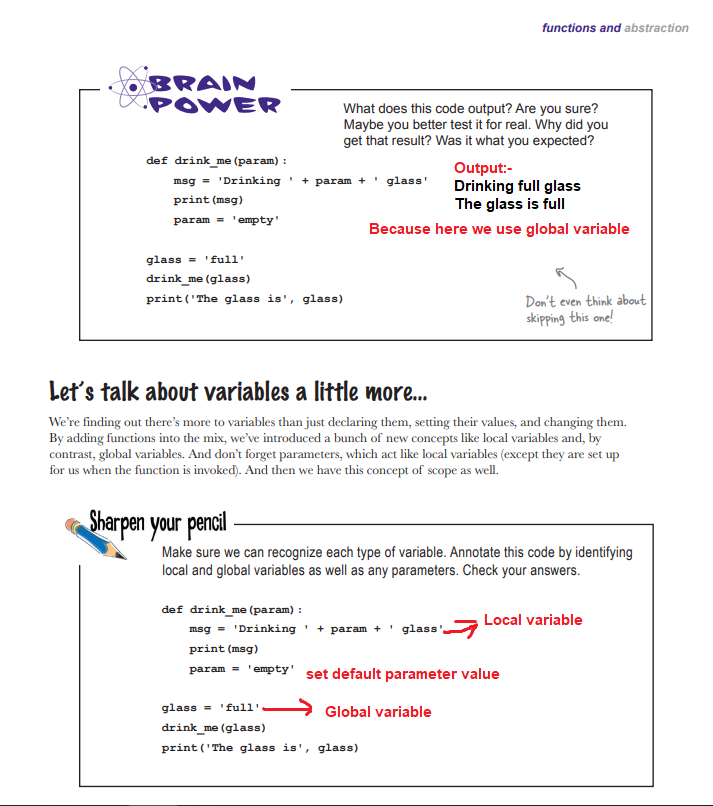 functions and abstraction
BRAIN
POWER
What does this code output? Are you sure?
Maybe you better test it for real. Why did you
get that result? Was it what you expected?
def drink_me(param):
    msg = 'Drinking ' + param + ' glass'
    print(msg)
    param = 'empty'
glass = 'full'
drink_me(glass)
print('The glass is', glass)
Output:-
Drinking full glass
The glass is full
Because here we use global variable
Don't even think about
skipping this one!
Let's talk about variables a little more...
We're finding out there's more to variables than just declaring them, setting their values, and changing them.
By adding functions into the mix, we've introduced a bunch of new concepts like local variables and, by
contrast, global variables. And don't forget parameters, which act like local variables (except they are set up
for us when the function is invoked). And then we have this concept of scope as well.
Sharpen your pencil
Make sure we can recognize each type of variable. Annotate this code by identifying
local and global variables as well as any parameters. Check your answers.
def drink_me(param):
    msg = 'Drinking ' + param + ' glass' Local variable
    print(msg)
    param = 'empty' set default parameter value
glass = 'full' Global variable
drink_me(glass)
print('The glass is', glass)